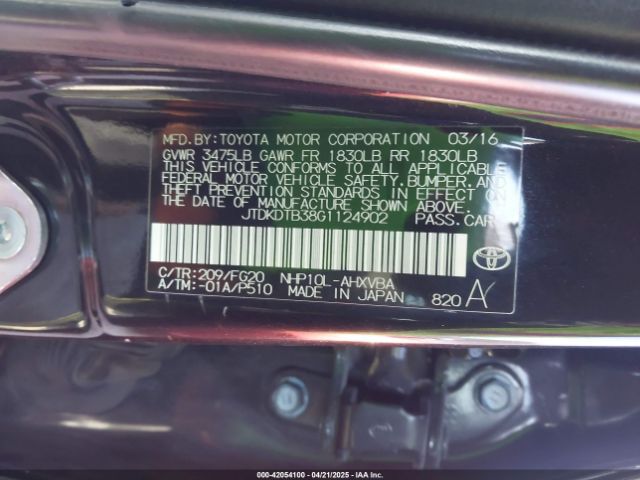 MFD.BY:TOYOTA MOTOR CORPORATION 03/16
GVWR 3475LB GAWR FR 1830LB RR 1830LB
THIS VEHICLE CONFORMS TO ALL APPLICABLE
FEDERAL MOTOR VEHICLE SAFETY,BUMPER,AND
THEFT PREVENTION STANDARDS IN EFFECT ON
THE DATE OF MANUFACTURE SHOWN ABOVE.
JTDKDTB38G1124902 PASS.CAR
C/TR:209/FG20 NHP10L-AHXVBA
A/TM:-01A/P510 MADE IN JAPAN 820 A
000-42054100 - 04/21/2025 - IAA Inc.